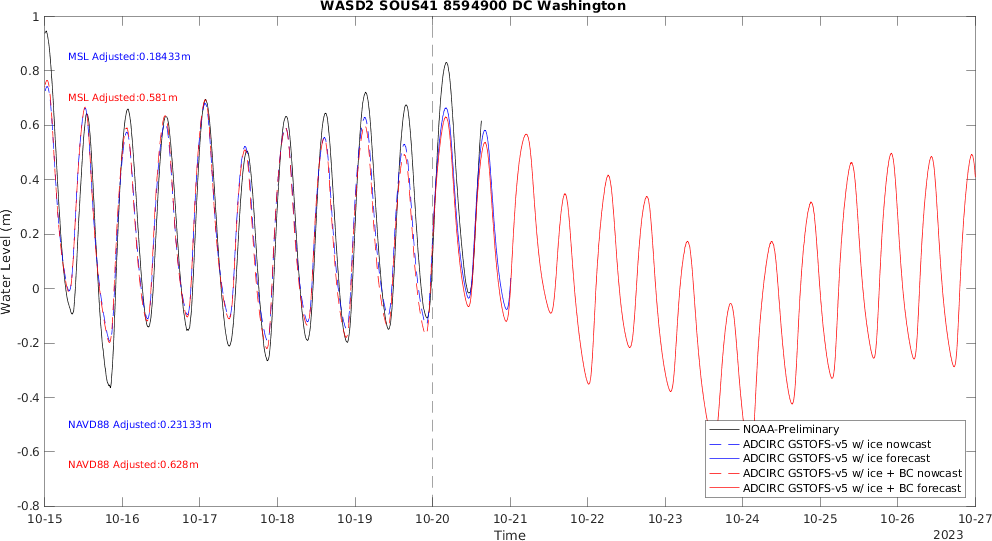 WASD2 SOUS41 8594900 DC Washington
1
0.8
0.6
0.4
0.2
0
-0.2
-0.4
-0.6
-0.8
Water Level (m)
MSL Adjusted:0.18433m
MSL Adjusted:0.581m
NAVD88 Adjusted:0.23133m
NAVD88 Adjusted:0.628m
NOAA-Preliminary
ADCIRC GSTOFS-v5 w/ ice nowcast
ADCIRC GSTOFS-v5 w/ ice forecast
ADCIRC GSTOFS-v5 w/ ice + BC nowcast
ADCIRC GSTOFS-v5 w/ ice + BC forecast
10-15 10-16 10-17 10-18 10-19 10-20 10-21 10-22 10-23 10-24 10-25 10-26 10-27
Time
2023